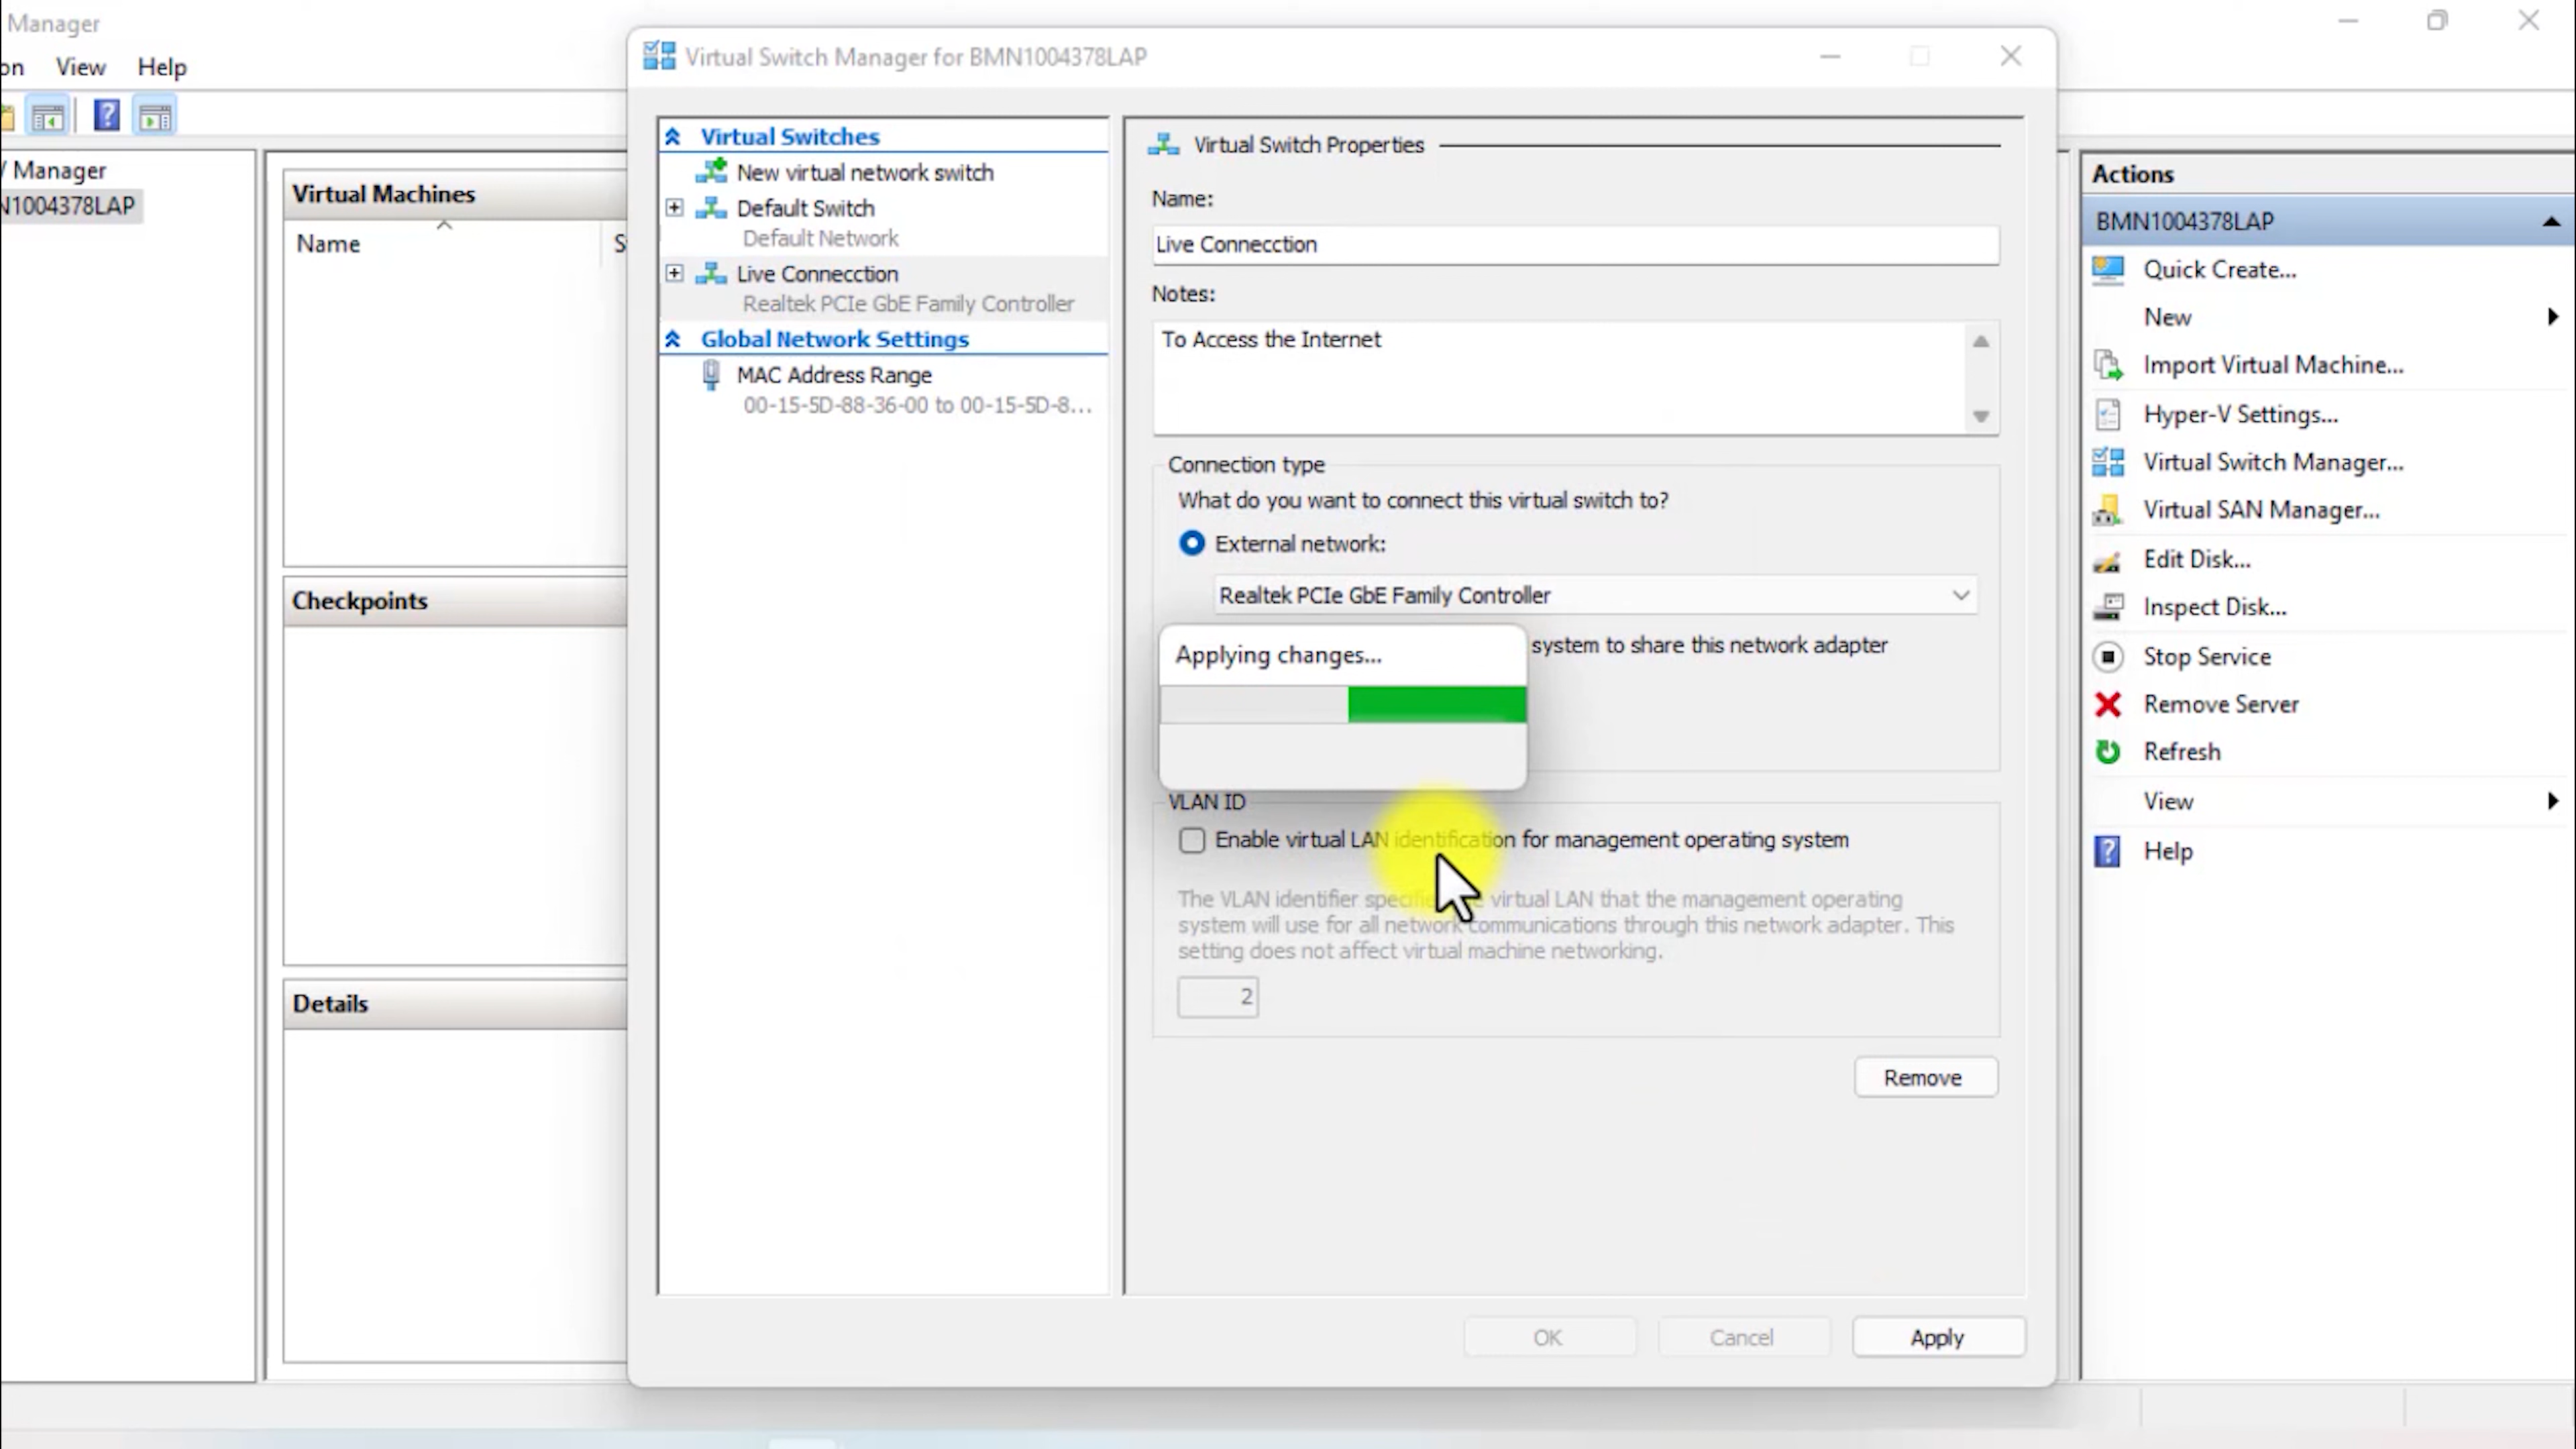 Manager
on View Help
Manager
1004378LAP
Virtual Machines
Name
Checkpoints
Details
Virtual Switch Manager for BMN1004378LAP
Virtual Switches
New virtual network switch
Default Switch
Default Network
Live Connecction
Realtek PCIe GbE Family Controller
Global Network Settings
MAC Address Range
00-15-5D-88-36-00 to 00-15-5D-8...
Virtual Switch Properties
Name:
Live Connecction
Notes:
To Access the Internet
Connection type
What do you want to connect this virtual switch to?
External network:
Realtek PCIe GbE Family Controller
system to share this network adapter
Applying changes...
VLAN ID
Enable virtual LAN identification for management operating system
The VLAN identifier virtual LAN that the management operating
system will use for all network communications through this network adapter. This
setting does not affect virtual machine networking.
2
Remove
OK Cancel Apply
Actions
BMN1004378LAP
Quick Create...
New
Import Virtual Machine...
Hyper-V Settings...
Virtual Switch Manager...
Virtual SAN Manager...
Edit Disk...
Inspect Disk...
Stop Service
Remove Server
Refresh
View
Help